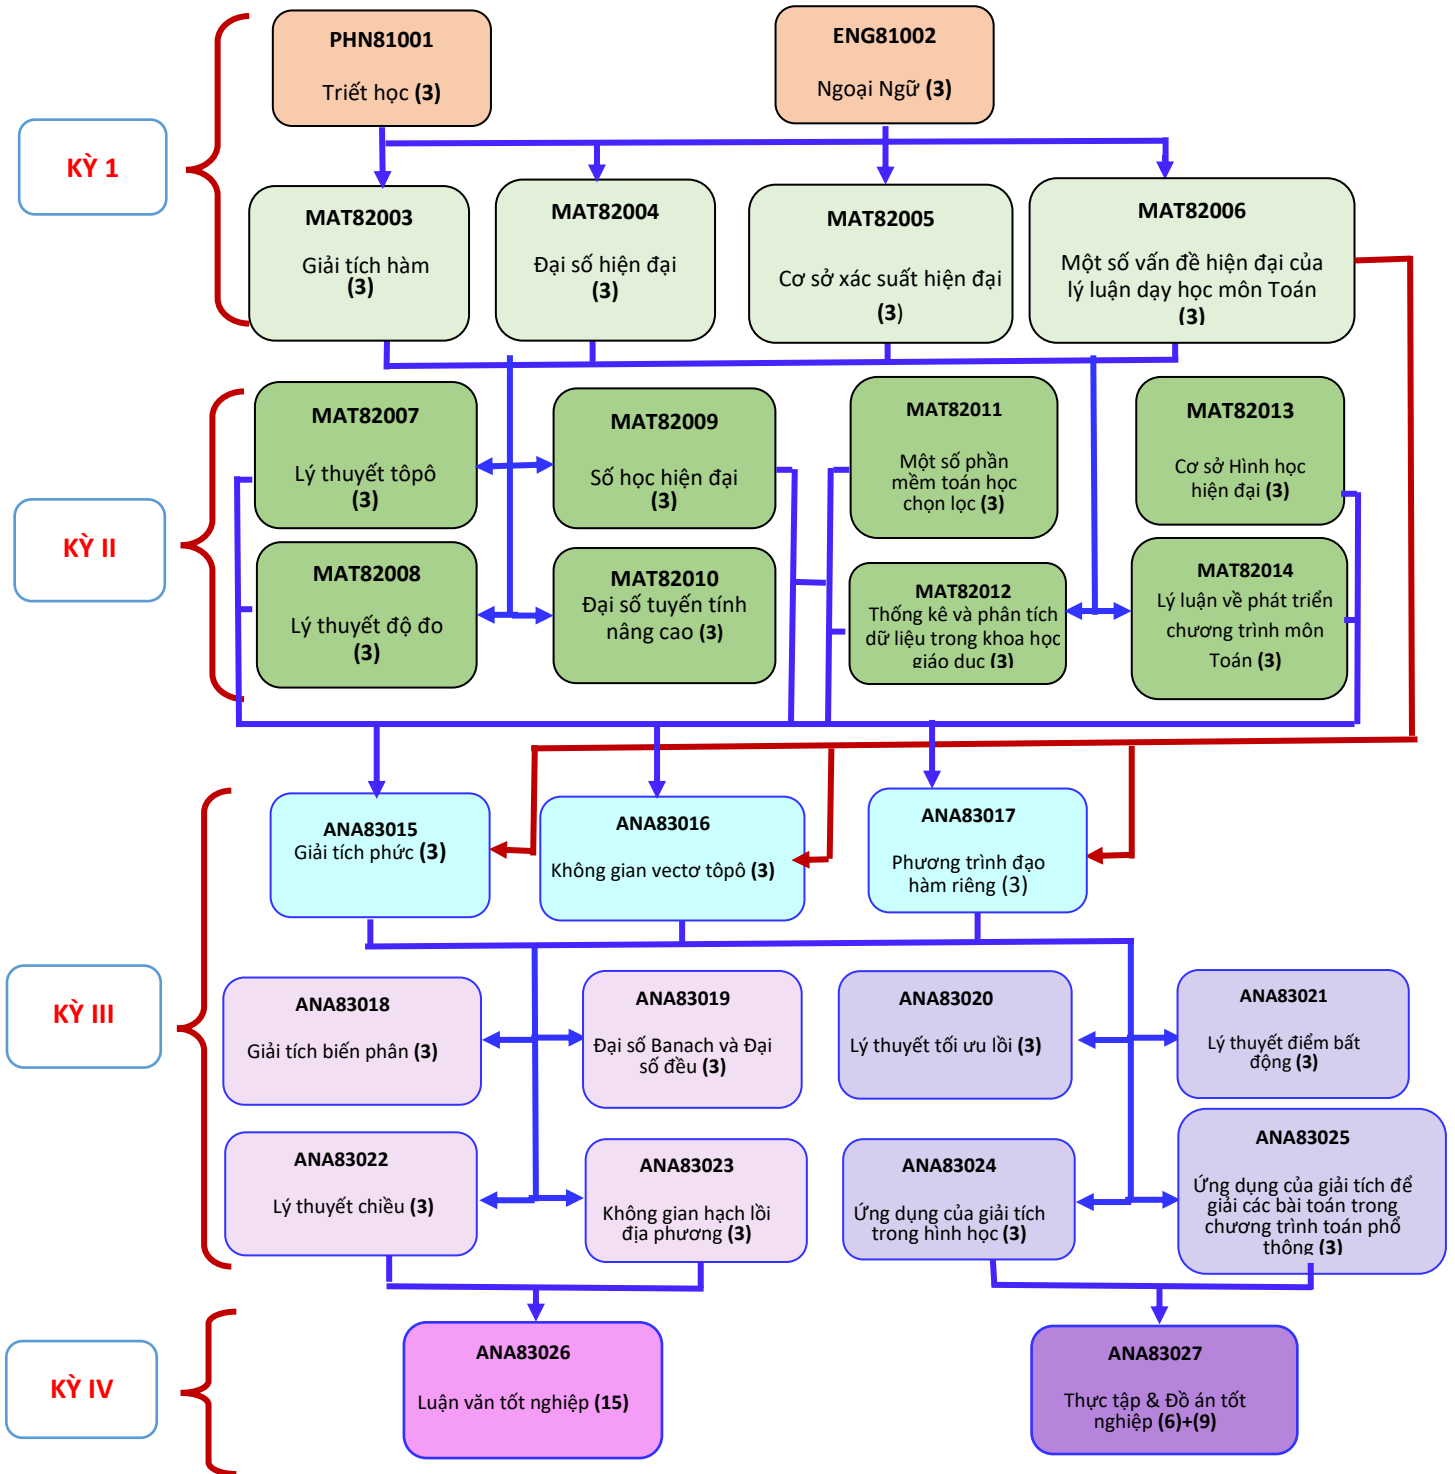 PHN81001
Triết học (3)
ENG81002
Ngoại Ngữ (3)
KỲ 1
MAT82003
Giải tích hàm
(3)
MAT82004
Đại số hiện đại
(3)
MAT82005
Cơ sở xác suất hiện đại
(3)
MAT82006
Một số vấn đề hiện đại của
lý luận dạy học môn Toán
(3)
KỲ II
MAT82007
Lý thuyết tôpô
(3)
MAT82009
Số học hiện đại
(3)
MAT82011
Một số phần
mềm toán học
chọn lọc (3)
MAT82013
Cơ sở Hình học
hiện đại (3)
MAT82008
Lý thuyết độ đo
(3)
MAT82010
Đại số tuyến tính
nâng cao (3)
MAT82012
Thống kê và phân tích
dữ liệu trong khoa học
giáo dục (3)
MAT82014
Lý luận về phát triển
chương trình môn
Toán (3)
KỲ III
ANA83015
Giải tích phức (3)
ANA83016
Không gian vectơ tôpô (3)
ANA83017
Phương trình đạo
hàm riêng (3)
ANA83018
Giải tích biến phân (3)
ANA83019
Đại số Banach và Đại
số đều (3)
ANA83020
Lý thuyết tối ưu lồi (3)
ANA83021
Lý thuyết điểm bất
động (3)
ANA83022
Lý thuyết chiều (3)
ANA83023
Không gian hạch lồi
địa phương (3)
ANA83024
Ứng dụng của giải tích
trong hình học (3)
ANA83025
Ứng dụng của giải tích để
giải các bài toán trong
chương trình toán phổ
thông (3)
KỲ IV
ANA83026
Luận văn tốt nghiệp (15)
ANA83027
Thực tập & Đồ án tốt
nghiệp (6)+(9)